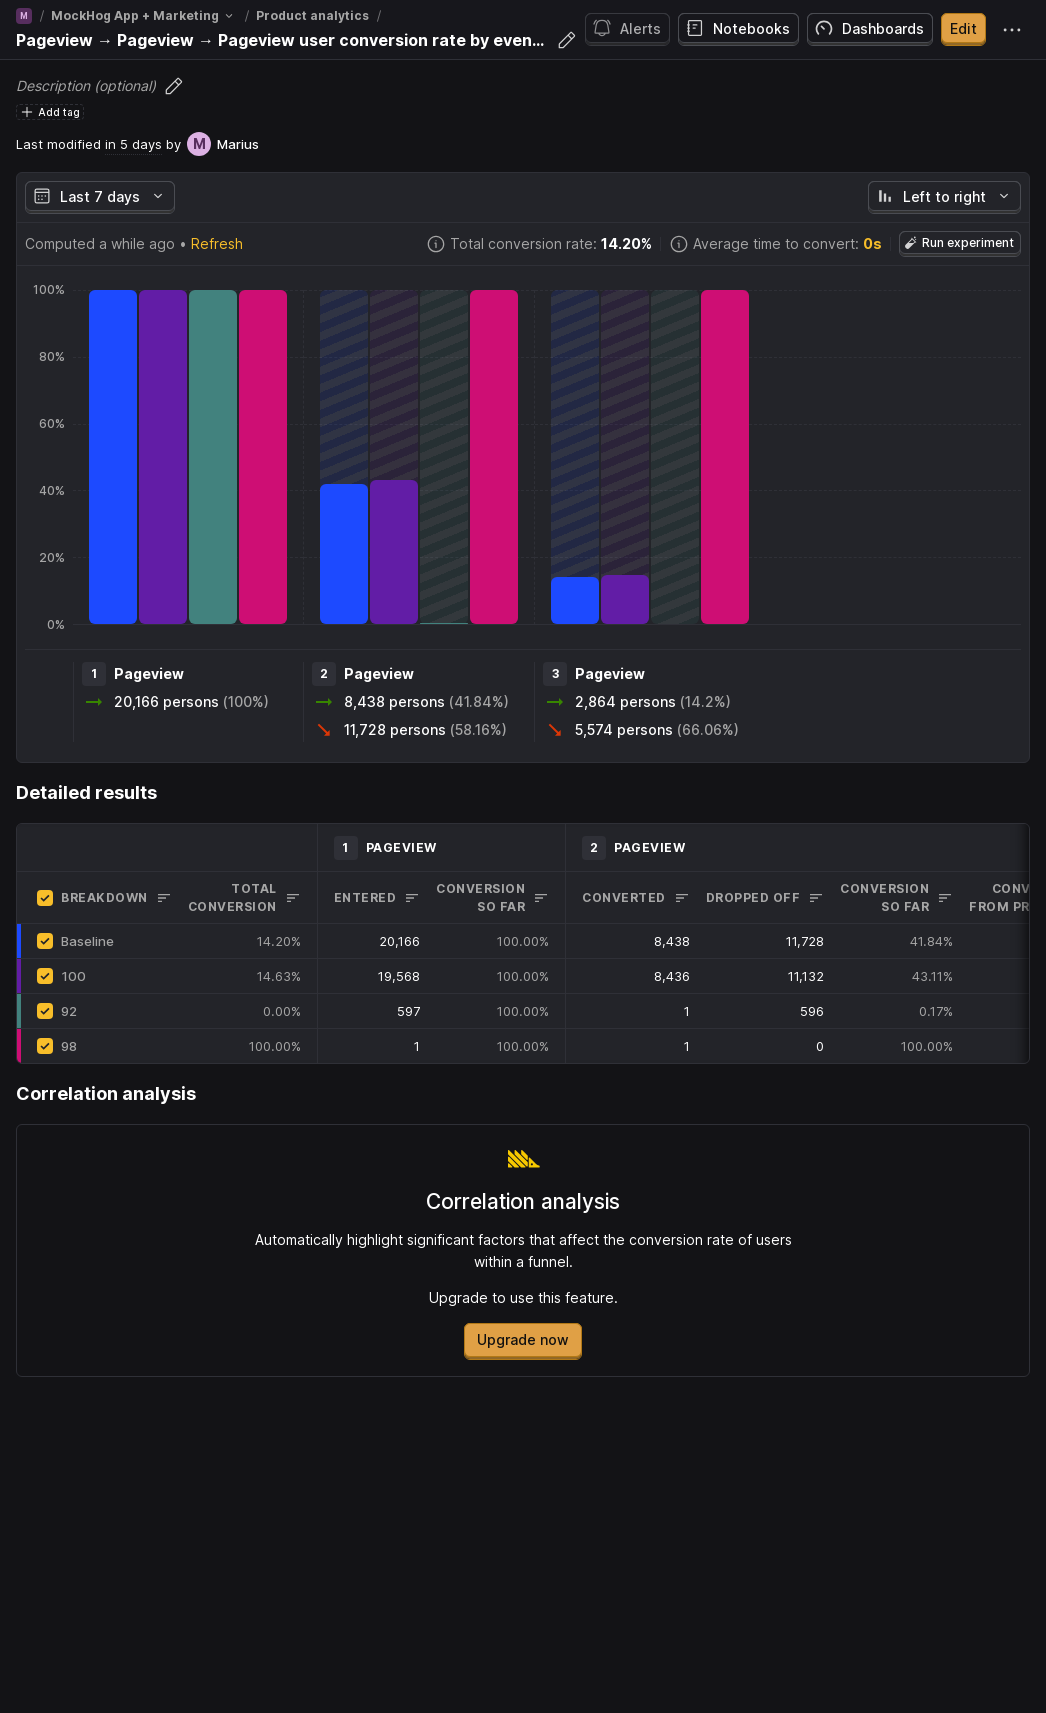 M / MockHog App + Marketing / Product analytics /
Pageview → Pageview → Pageview user conversion rate by even...
Alerts
Notebooks
Dashboards
Edit
Description (optional)
Add tag
Last modified in 5 days by M Marius
Last 7 days
Left to right
Computed a while ago • Refresh
Total conversion rate: 14.20%
Average time to convert: 0s
Run experiment
100%
80%
60%
40%
20%
0%
1 Pageview
20,166 persons (100%)
2 Pageview
8,438 persons (41.84%)
11,728 persons (58.16%)
3 Pageview
2,864 persons (14.2%)
5,574 persons (66.06%)
Detailed results
1 PAGEVIEW 2 PAGEVIEW
BREAKDOWN TOTAL CONVERSION ENTERED CONVERSION SO FAR CONVERTED DROPPED OFF CONVERSION SO FAR CONV FROM PR
Baseline 14.20% 20,166 100.00% 8,438 11,728 41.84%
100 14.63% 19,568 100.00% 8,436 11,132 43.11%
92 0.00% 597 100.00% 1 596 0.17%
98 100.00% 1 100.00% 1 0 100.00%
Correlation analysis
Correlation analysis
Automatically highlight significant factors that affect the conversion rate of users
within a funnel.
Upgrade to use this feature.
Upgrade now